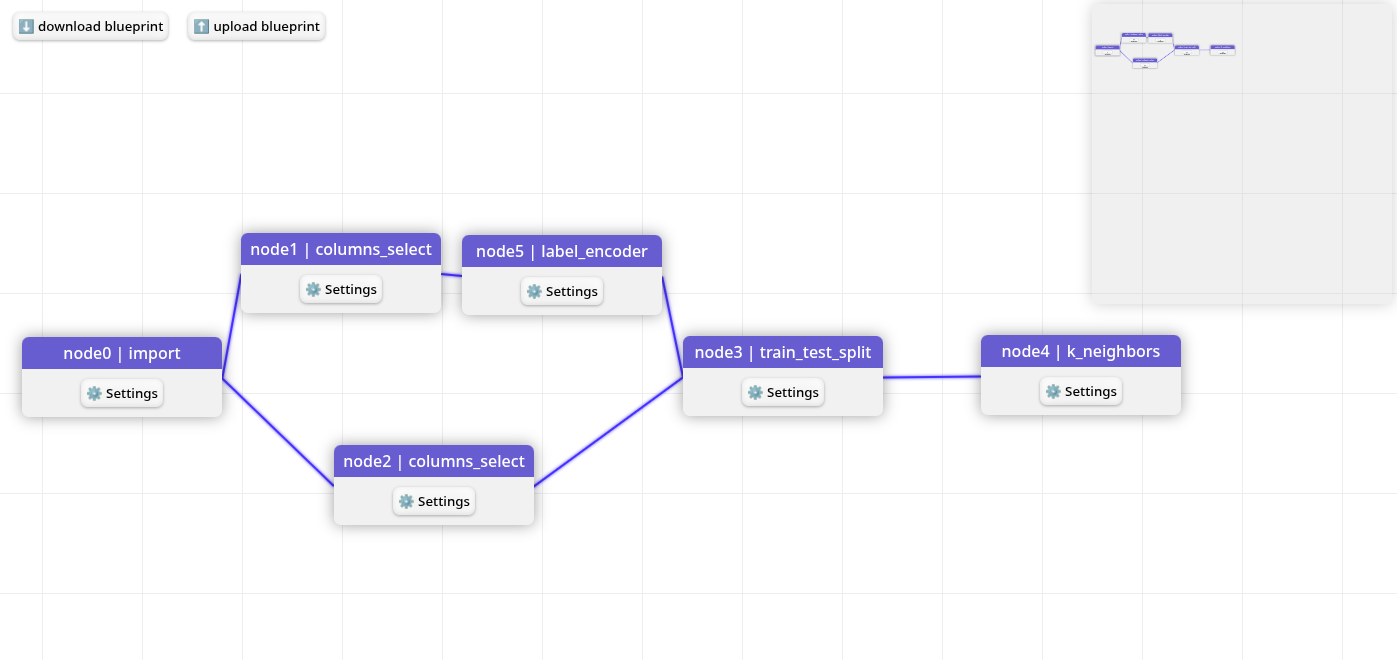 ⬇️ download blueprint
⬆️ upload blueprint
node1 | columns_select
⚙️ Settings
node5 | label_encoder
⚙️ Settings
node0 | import
⚙️ Settings
node3 | train_test_split
⚙️ Settings
node4 | k_neighbors
⚙️ Settings
node2 | columns_select
⚙️ Settings